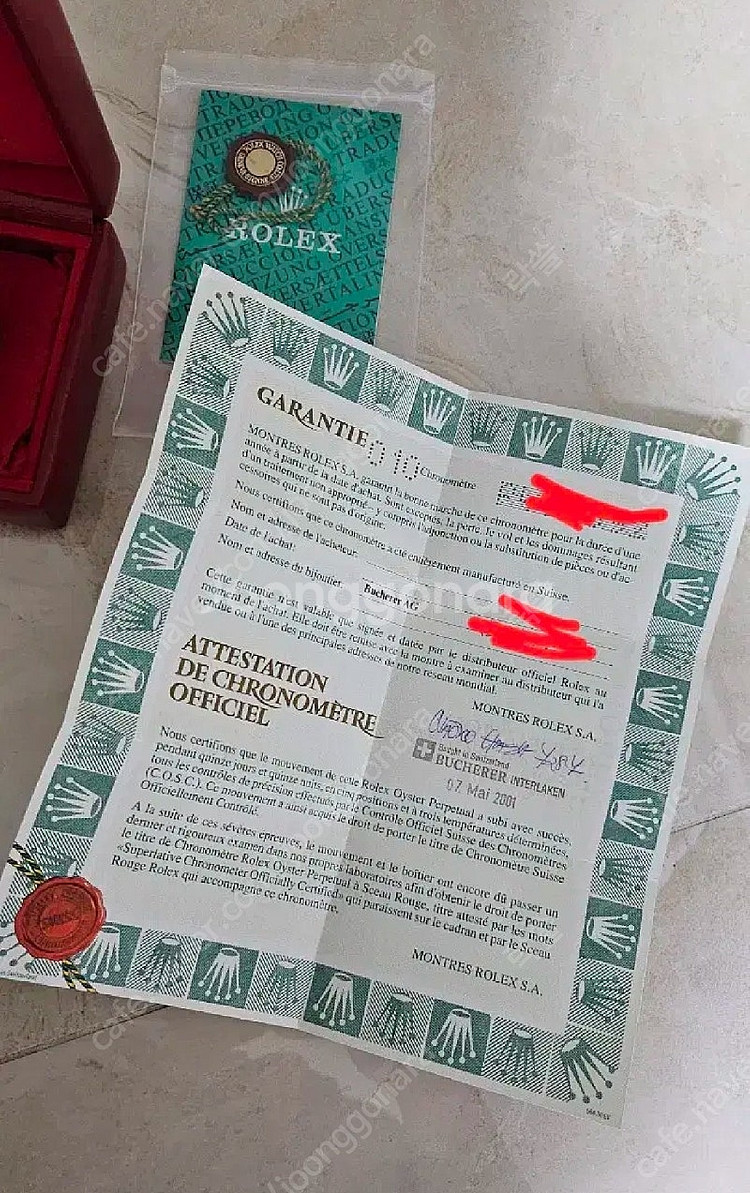 ROLEX
GARANTIE
010 Chronomètre
MONTRES ROLEX S.A. garantit la bonne marche de ce chronomètre pour la durée d'une
année à partir de la date d'achat. Sont exceptés, la perte, le vol et les dommages résultant
d'un traitement non approprié - y compris l'adjonction ou la substitution de pièces ou d'ac-
cessoires qui ne sont pas d'origine.
Nous certifions que ce chronomètre a été entièrement manufacturé en Suisse.
Nom et adresse de l'acheteur:
Date de l'achat:
Nom et adresse du bijoutier: Bucherer AG
Cette garantie n'est valable que signée et datée par le distributeur officiel Rolex au
moment de l'achat. Elle doit être remise avec la montre à examiner au distributeur qui l'a
vendue ou à l'une des principales adresses de notre réseau mondial.
MONTRES ROLEX S.A.
ATTESTATION
DE CHRONOMÈTRE
OFFICIEL
BUCHERER INTERLAKEN
07 Mai 2001
Nous certifions que le mouvement de cette Rolex Oyster Perpetual a subi avec succès,
pendant quinze jours et quinze nuits, en cinq positions et à trois températures déterminées,
tous les contrôles de précision effectués par le Contrôle Officiel Suisse des Chronomètres
(C.O.S.C.). Ce mouvement a ainsi acquis le droit de porter le titre de Chronomètre Suisse
Officiellement Contrôlé.
A la suite de ces sévères épreuves, le mouvement et le boîtier ont encore dû passer un
dernier et rigoureux examen dans nos propres laboratoires afin d'obtenir le droit de porter
le titre de Chronomètre Rolex Oyster Perpetual à Sceau Rouge, titre attesté par les mots
«Superlative Chronometer Officially Certified» qui paraissent sur le cadran et par le Sceau
Rouge Rolex qui accompagne ce chronomètre.
MONTRES ROLEX S.A.